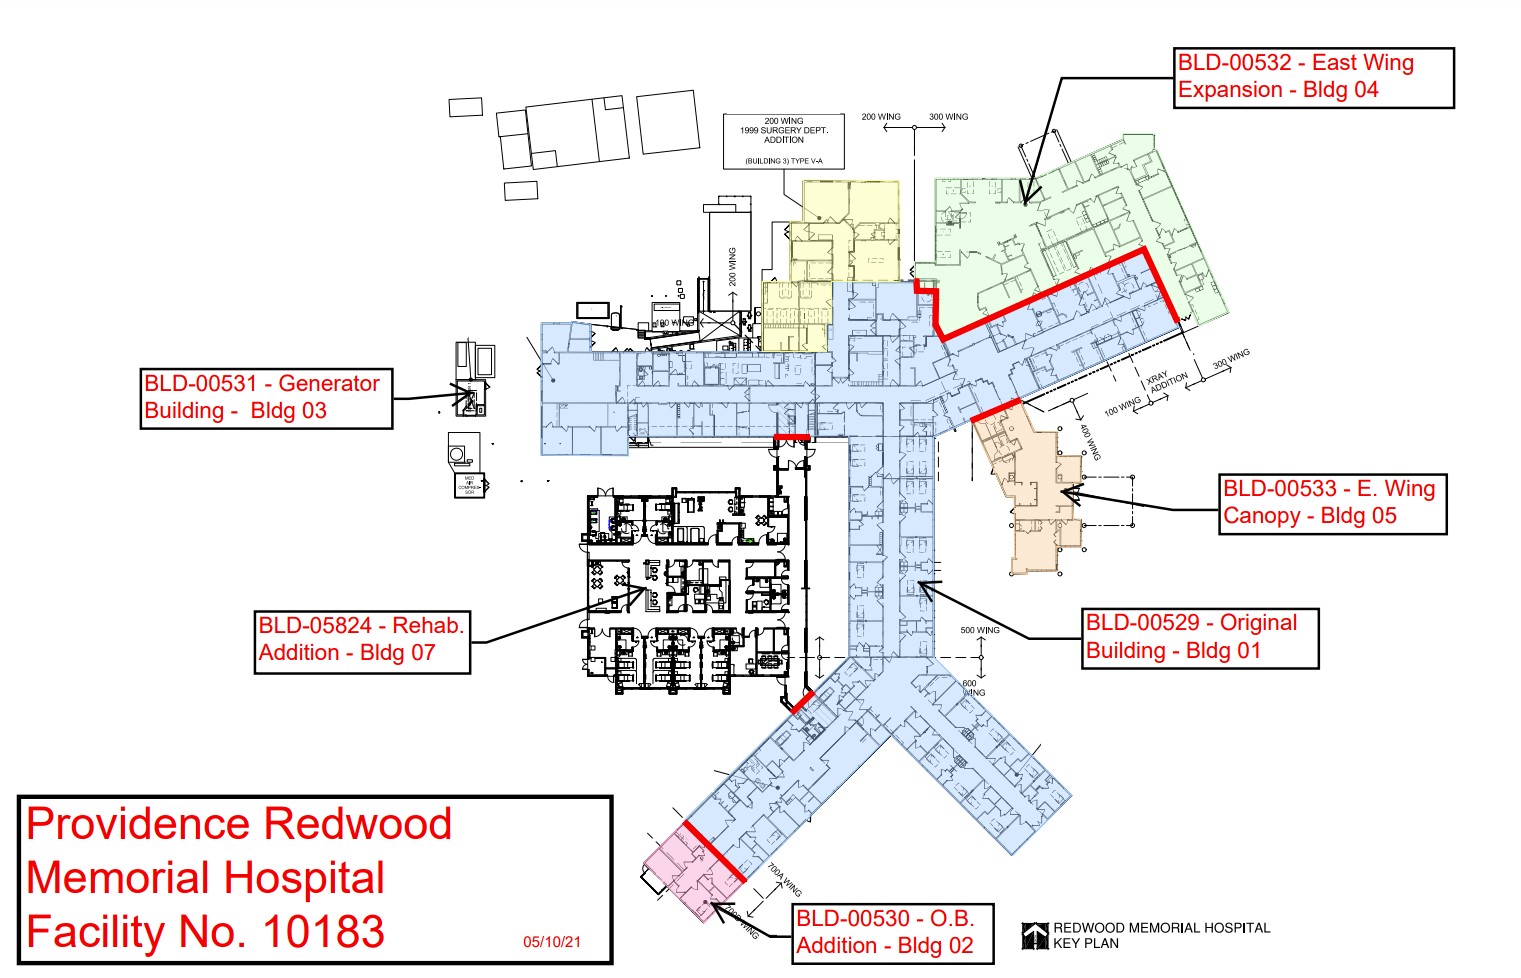 BLD-00532 - East Wing
Expansion - Bldg 04
200 WING
1999 SURGERY DEPT.
ADDITION
(BUILDING 3) TYPE V-A
200 WING
300 WING
200 WING
100 WING
BLD-00531 - Generator
Building - Bldg 03
300 WING
XRAY
ADDITION
100 WING
400 WING
MED
AIR
COMPRES-
SOR
BLD-00533 - E. Wing
Canopy - Bldg 05
BLD-05824 - Rehab.
Addition - Bldg 07
BLD-00529 - Original
Building - Bldg 01
500 WING
600
WING
Providence Redwood
Memorial Hospital
Facility No. 10183
05/10/21
700A WING
BLD-00530 - O.B.
Addition - Bldg 02
REDWOOD MEMORIAL HOSPITAL
KEY PLAN